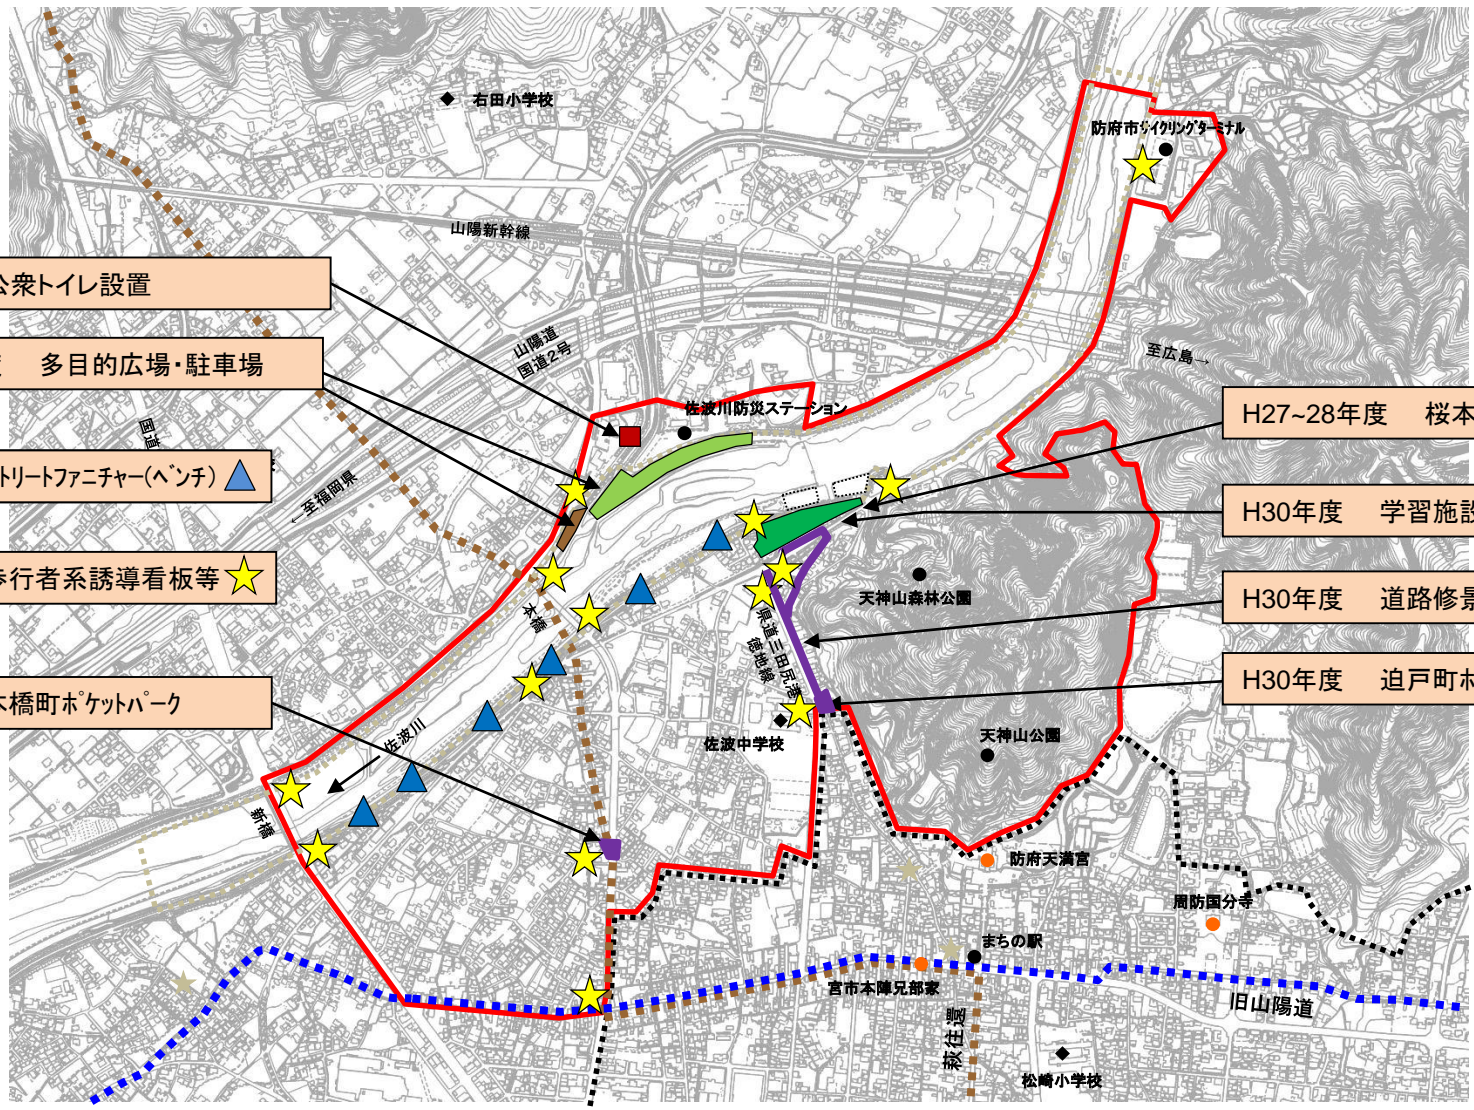 右田小学校
防府市サイクリングターミナル
山陽新幹線
公衆トイレ設置
山陽道
国道2号
至広島→
多目的広場・駐車場
佐波川防災ステーション
H27~28年度 桜本
国道
トリートファニチャー(ベンチ)
←至福岡県
H30年度 学習施設
歩行者系誘導看板等
天神山森林公園
H30年度 道路修景
本橋
県道三田尻港
徳地線
本橋町ポケットパーク
H30年度 迫戸町ポ
佐波川
佐波中学校
天神山公園
新橋
防府天満宮
周防国分寺
まちの駅
宮市本陣兄部家
旧山陽道
萩往還
松崎小学校